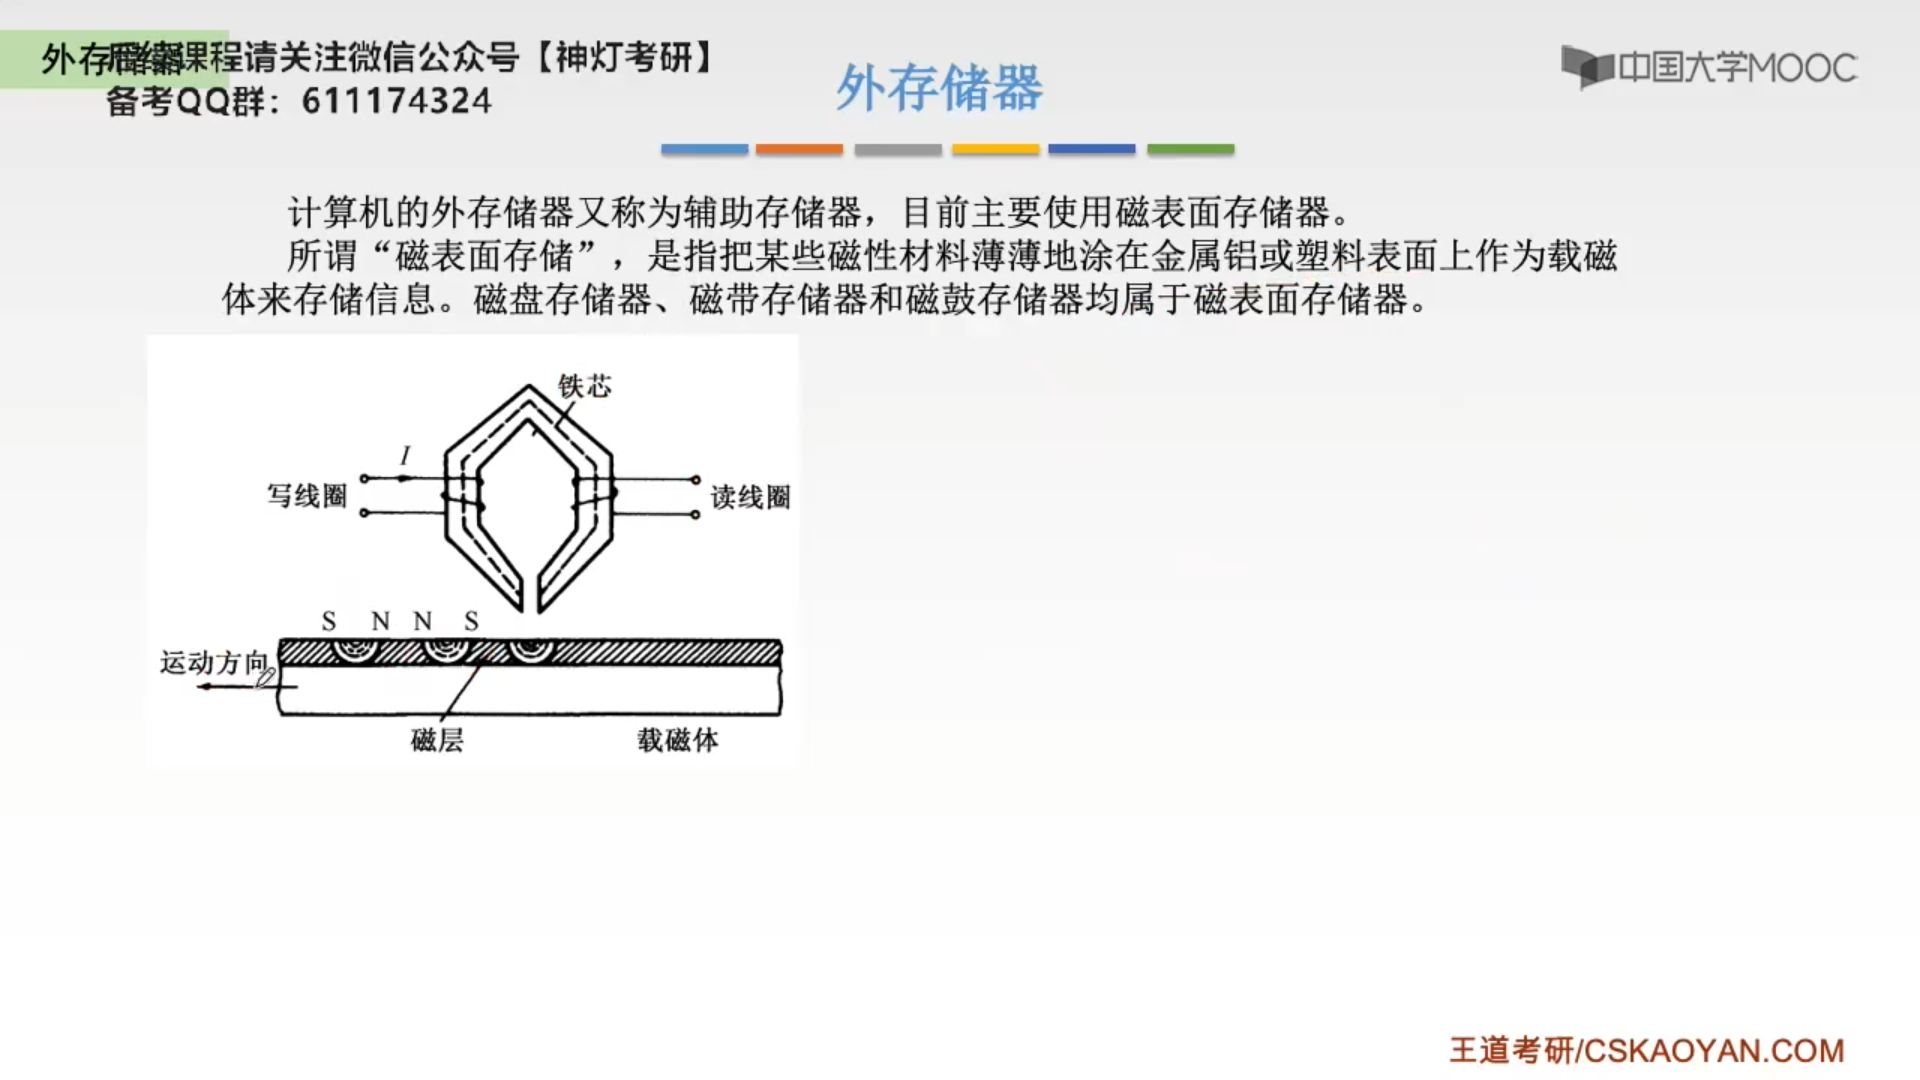 外存储器
课程请关注微信公众号【神灯考研】
备考QQ群：611174324
外存储器
中国大学MOOC
计算机的外存储器又称为辅助存储器，目前主要使用磁表面存储器。
所谓“磁表面存储”，是指把某些磁性材料薄薄地涂在金属铝或塑料表面上作为载磁
体来存储信息。磁盘存储器、磁带存储器和磁鼓存储器均属于磁表面存储器。
铁芯
I
写线圈
读线圈
S N N S
运动方向
磁层
载磁体
王道考研/CSKAOYAN.COM